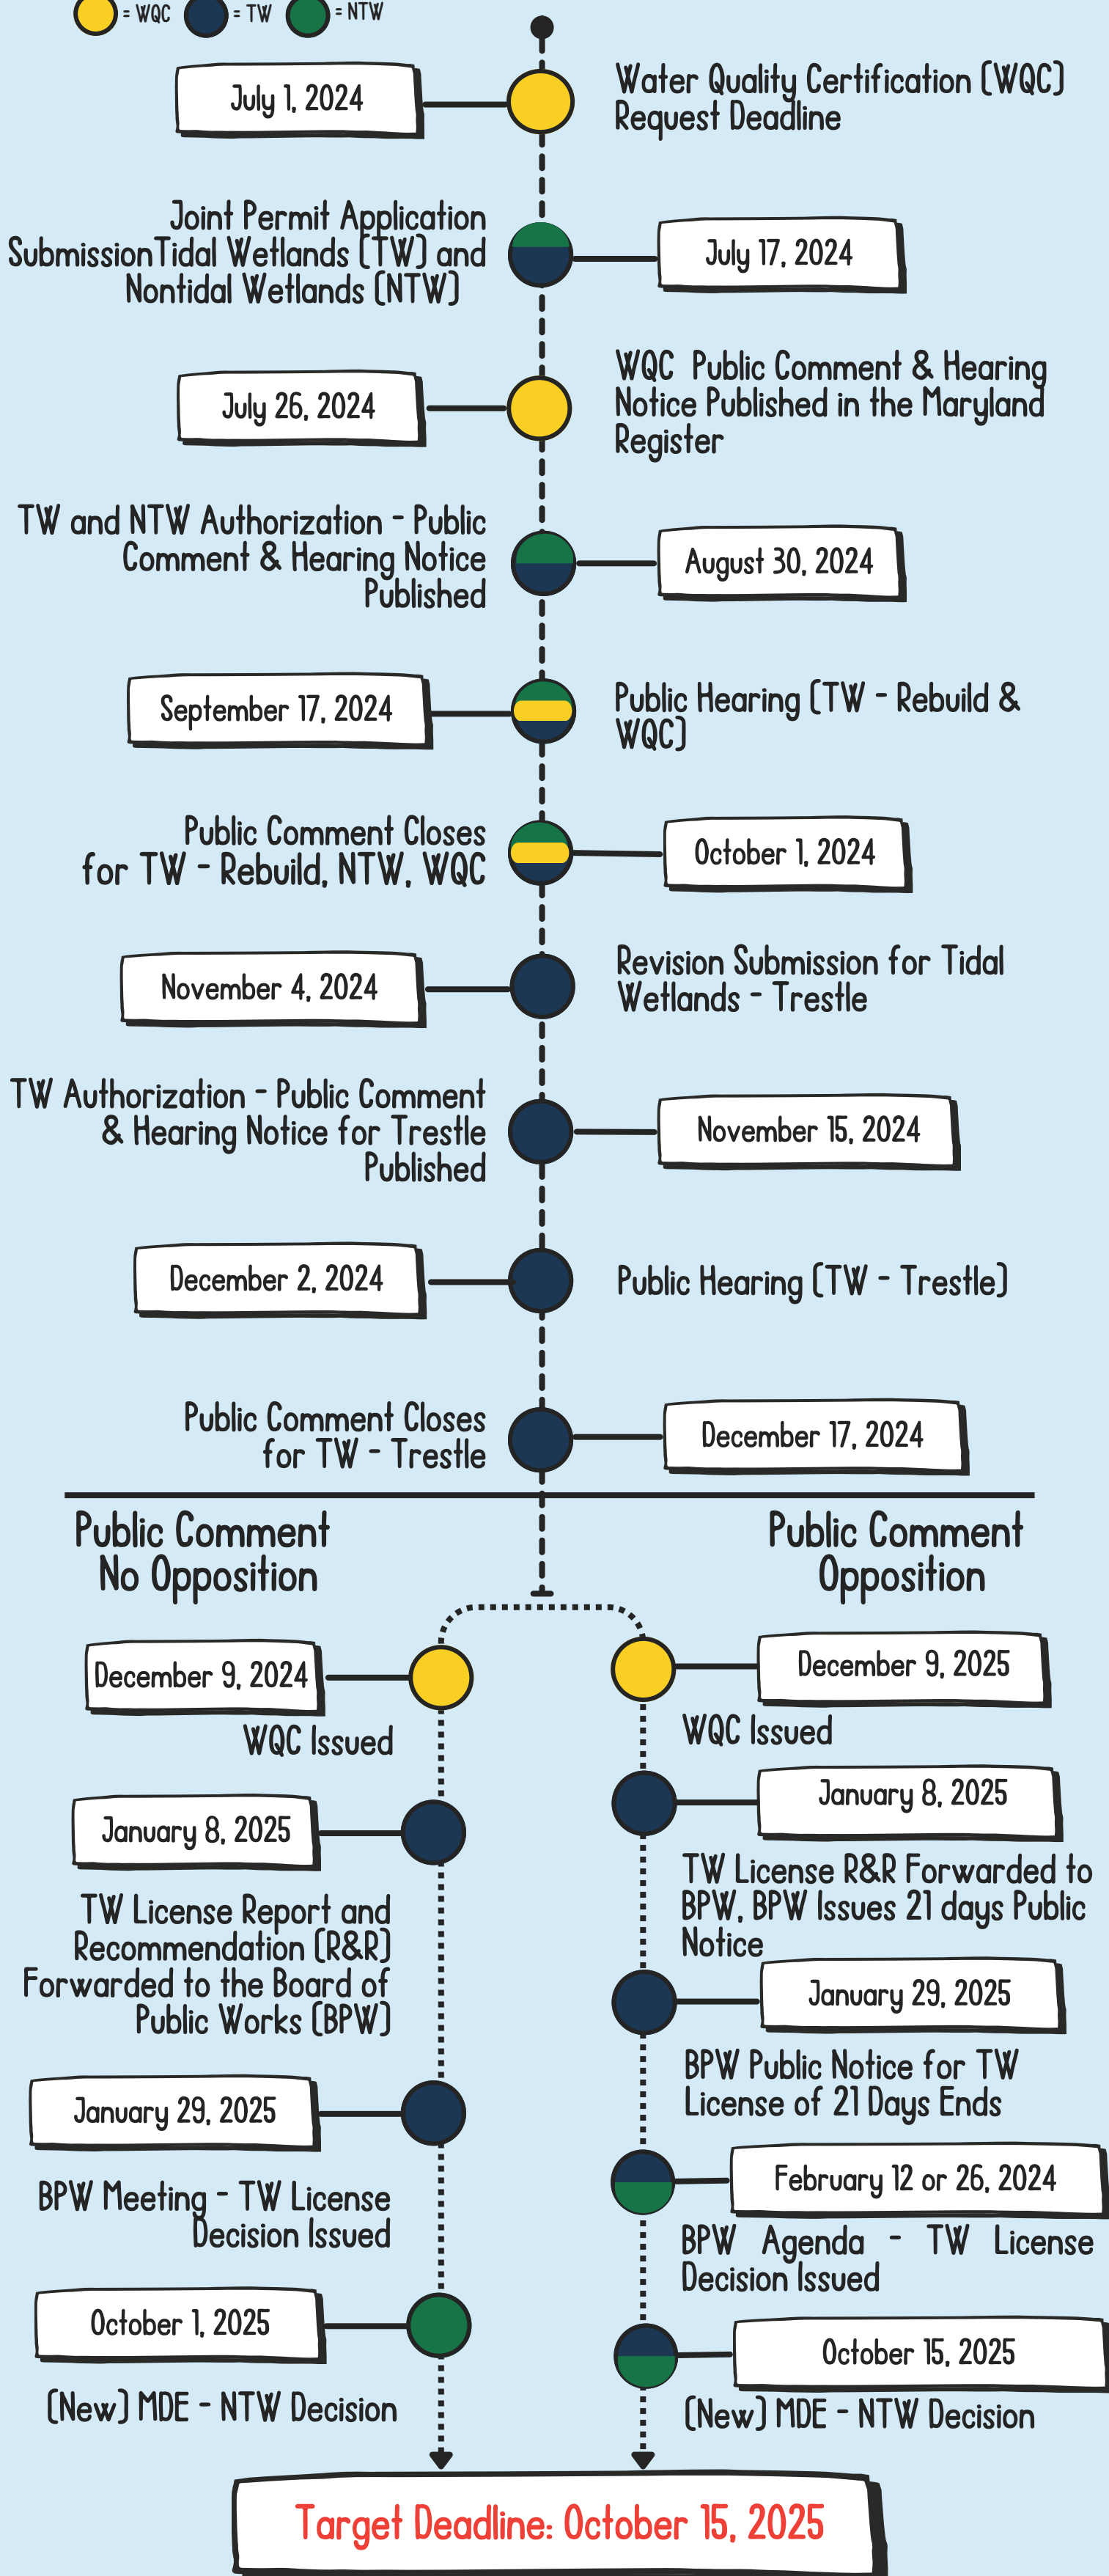 = WQC = TW = NTW
July 1, 2024
Water Quality Certification (WQC)
Request Deadline
Joint Permit Application
SubmissionTidal Wetlands (TW) and
Nontidal Wetlands (NTW)
July 17, 2024
July 26, 2024
WQC Public Comment & Hearing
Notice Published in the Maryland
Register
TW and NTW Authorization - Public
Comment & Hearing Notice
Published
August 30, 2024
September 17, 2024
Public Hearing (TW - Rebuild &
WQC)
Public Comment Closes
for TW - Rebuild, NTW, WQC
October 1, 2024
November 4, 2024
Revision Submission for Tidal
Wetlands - Trestle
TW Authorization - Public Comment
& Hearing Notice for Trestle
Published
November 15, 2024
December 2, 2024
Public Hearing (TW - Trestle)
Public Comment Closes
for TW - Trestle
December 17, 2024
Public Comment
No Opposition
December 9, 2024
WQC Issued
January 8, 2025
TW License Report and
Recommendation (R&R)
Forwarded to the Board of
Public Works (BPW)
January 29, 2025
BPW Meeting - TW License
Decision Issued
October 1, 2025
(New) MDE - NTW Decision
Public Comment
Opposition
December 9, 2025
WQC Issued
January 8, 2025
TW License R&R Forwarded to
BPW, BPW Issues 21 days Public
Notice
January 29, 2025
BPW Public Notice for TW
License of 21 Days Ends
February 12 or 26, 2024
BPW Agenda - TW License
Decision Issued
October 15, 2025
(New) MDE - NTW Decision
Target Deadline: October 15, 2025